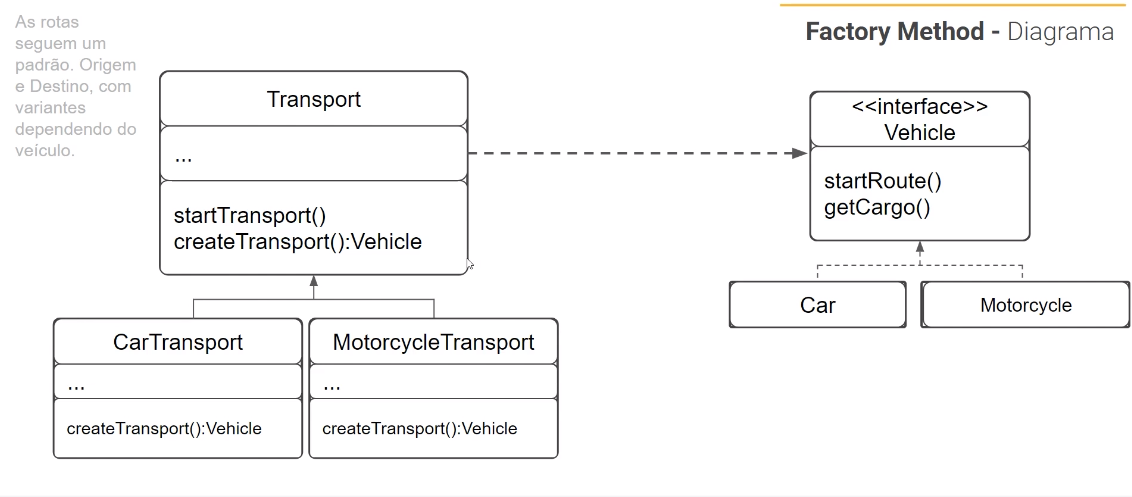 As rotas
seguem um
padrão. Origem
e Destino, com
variantes
dependendo do
veículo.
Factory Method - Diagrama
Transport
...
startTransport()
createTransport():Vehicle
<<interface>>
Vehicle
startRoute()
getCargo()
Car
Motorcycle
CarTransport
...
createTransport():Vehicle
MotorcycleTransport
...
createTransport():Vehicle